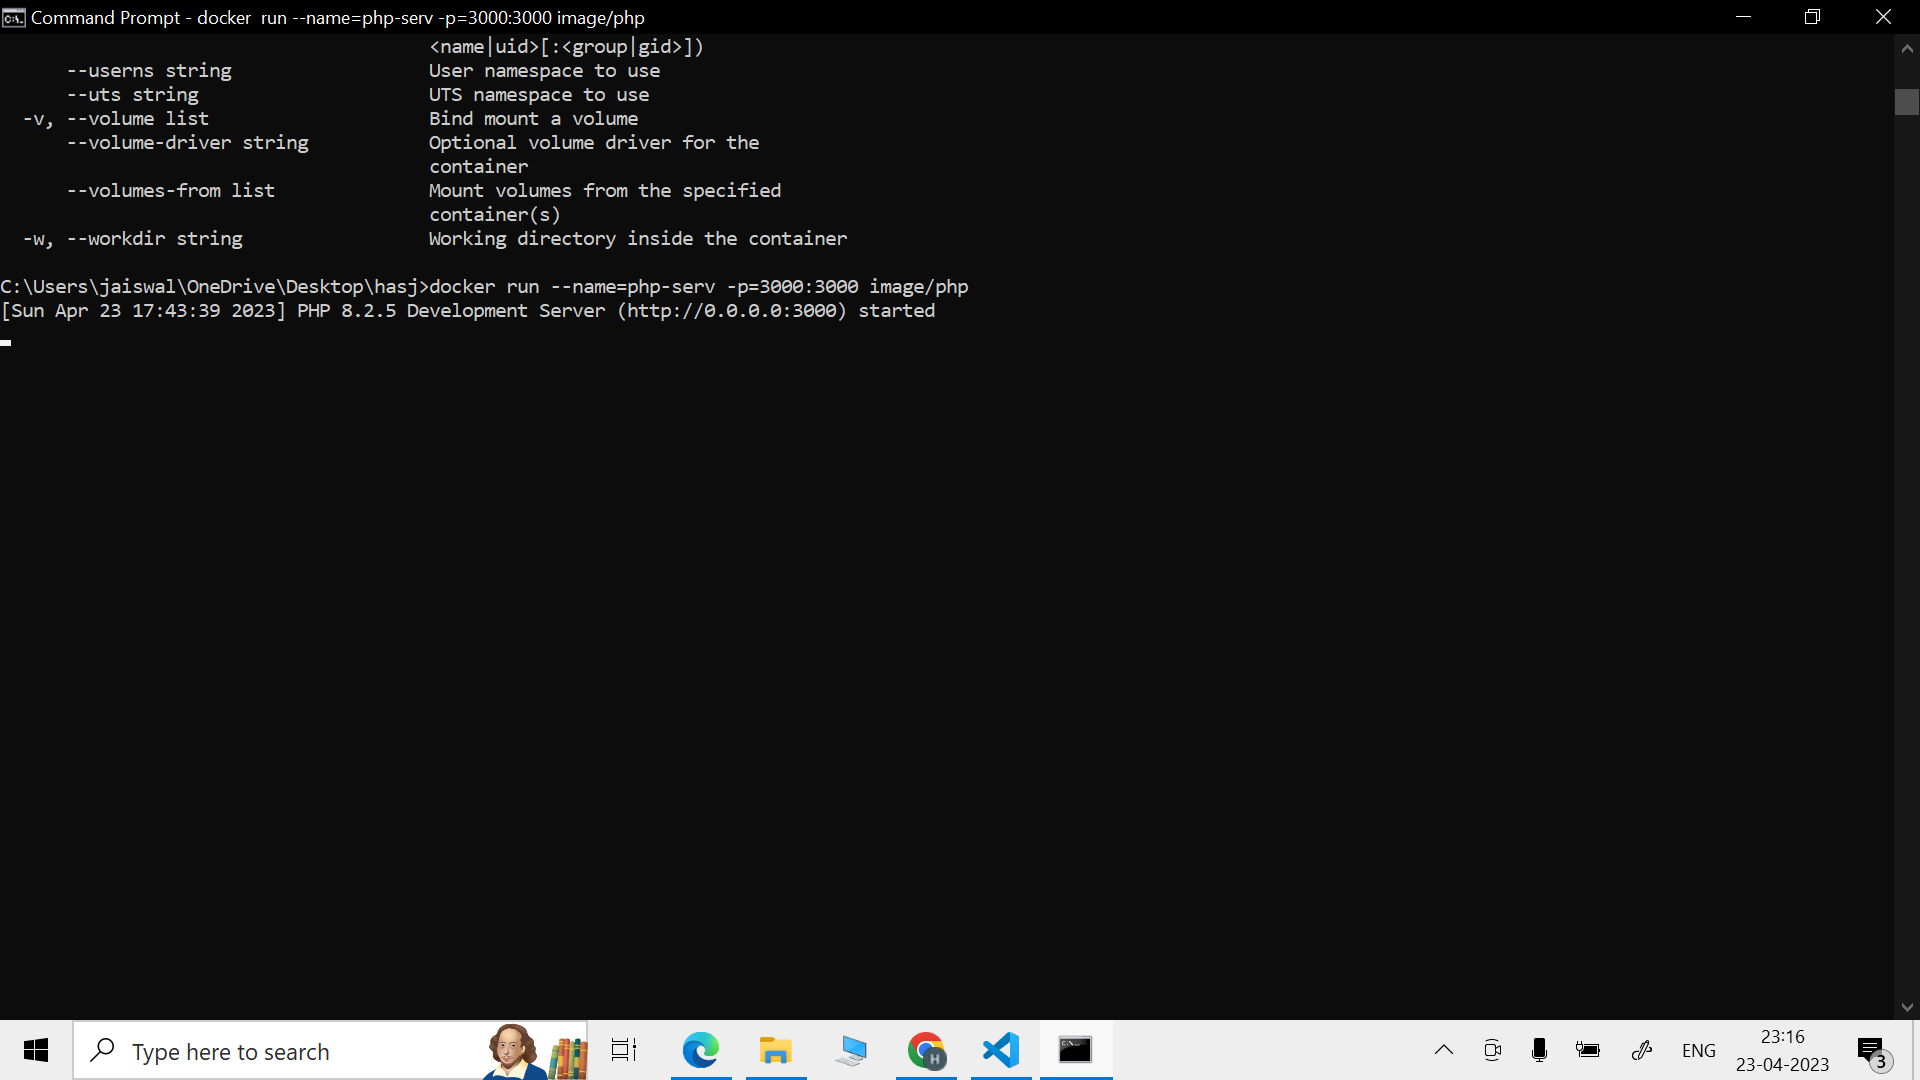 Command Prompt - docker  run --name=php-serv -p=3000:3000 image/php
<name|uid>[:<group|gid>])
--userns string                  User namespace to use
--uts string                     UTS namespace to use
-v, --volume list                    Bind mount a volume
--volume-driver string           Optional volume driver for the
container
--volumes-from list              Mount volumes from the specified
container(s)
-w, --workdir string                 Working directory inside the container
C:\Users\jaiswal\OneDrive\Desktop\hasj>docker run --name=php-serv -p=3000:3000 image/php
[Sun Apr 23 17:43:39 2023] PHP 8.2.5 Development Server (http://0.0.0.0:3000) started
Type here to search
H
ENG
23:16
23-04-2023
3